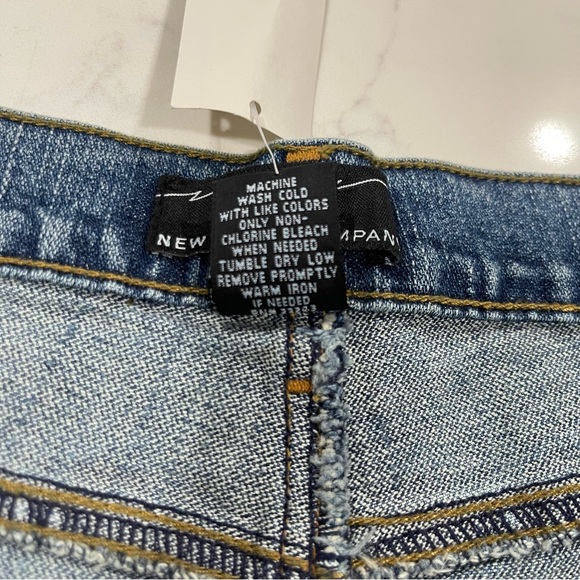 MACHINE
WASH COLD
WITH LIKE COLORS
ONLY NON-
CHLORINE BLEACH
WHEN NEEDED
TUMBLE DRY LOW
REMOVE PROMPTLY
WARM IRON
IF NEEDED
NEW
MPAN